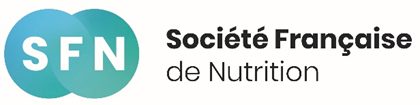 SFN
Société Française
de Nutrition